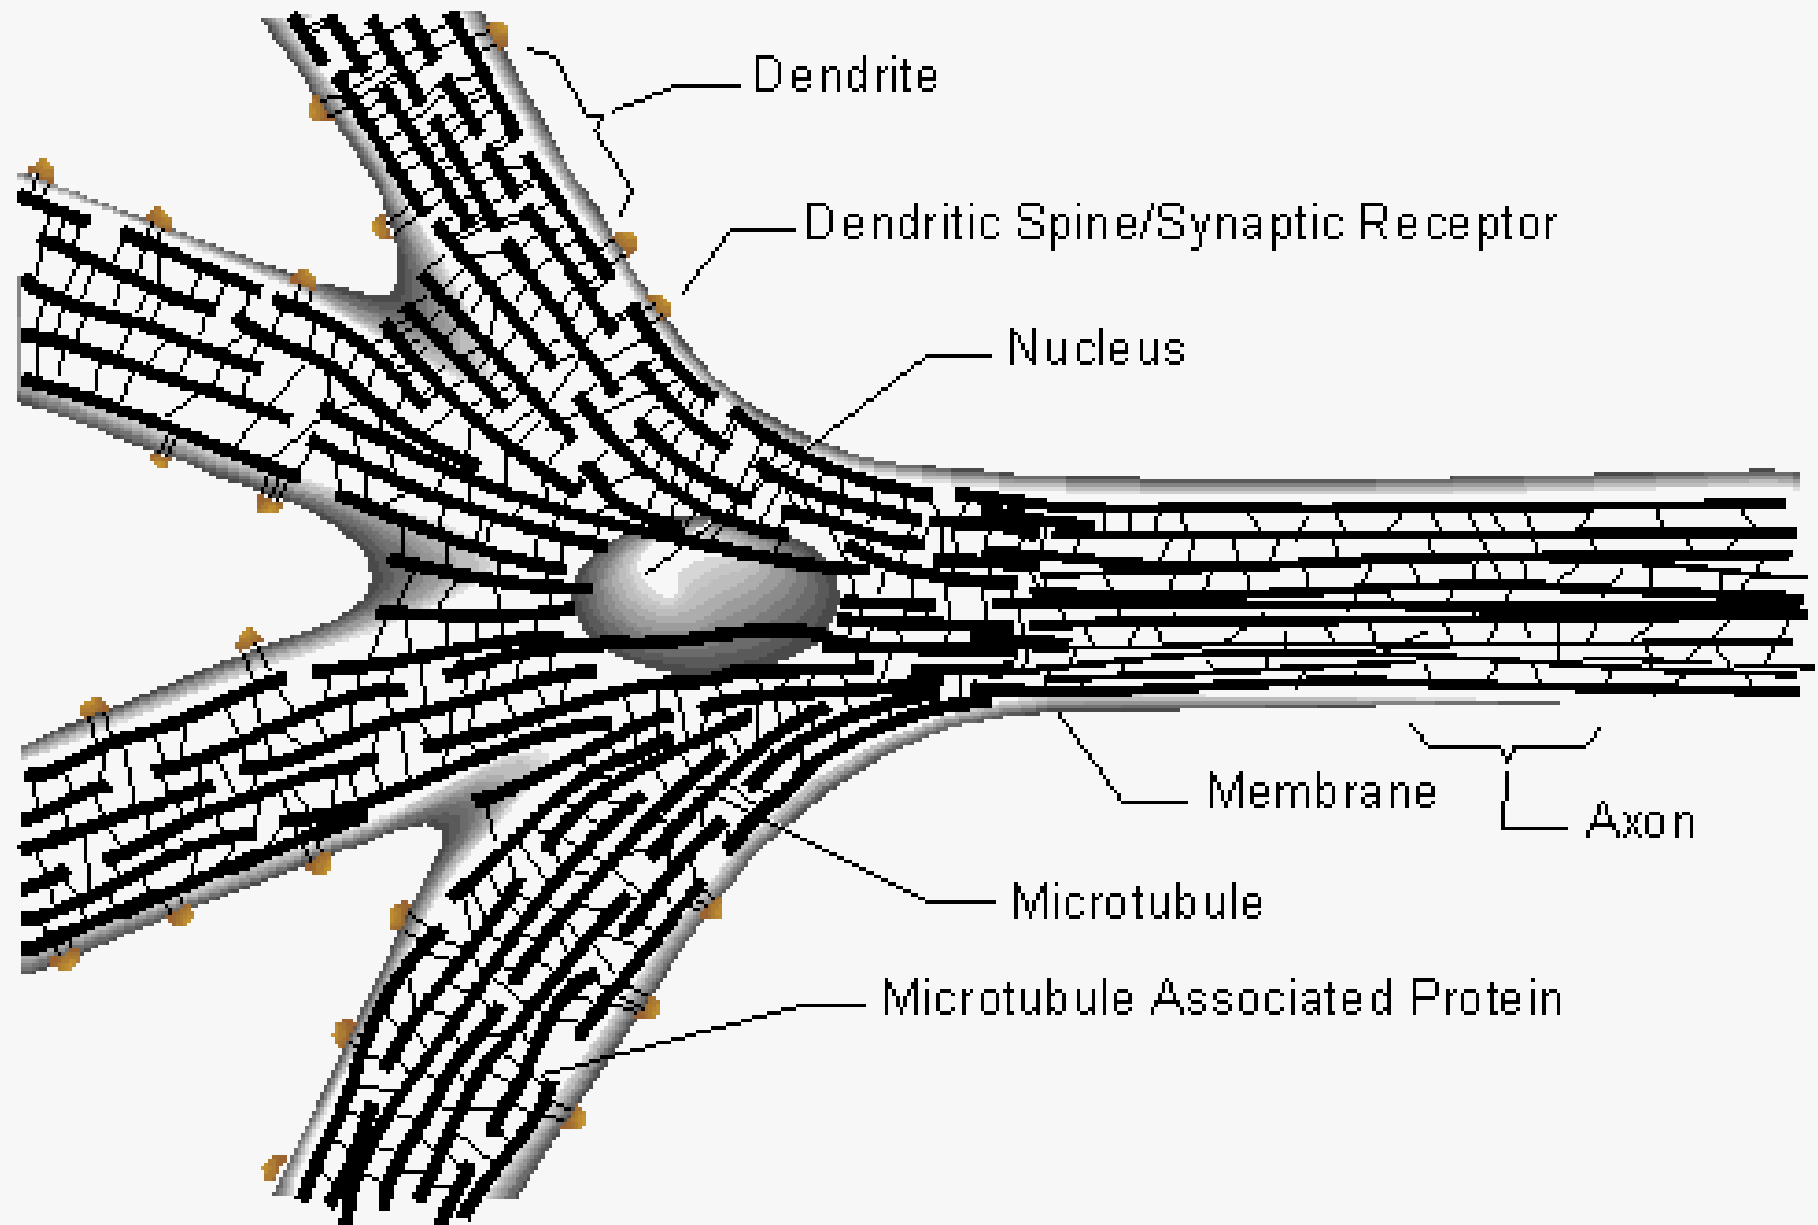 Dendrite
Dendritic Spine/Synaptic Receptor
Nucleus
Membrane
Axon
Microtubule
Microtubule Associated Protein